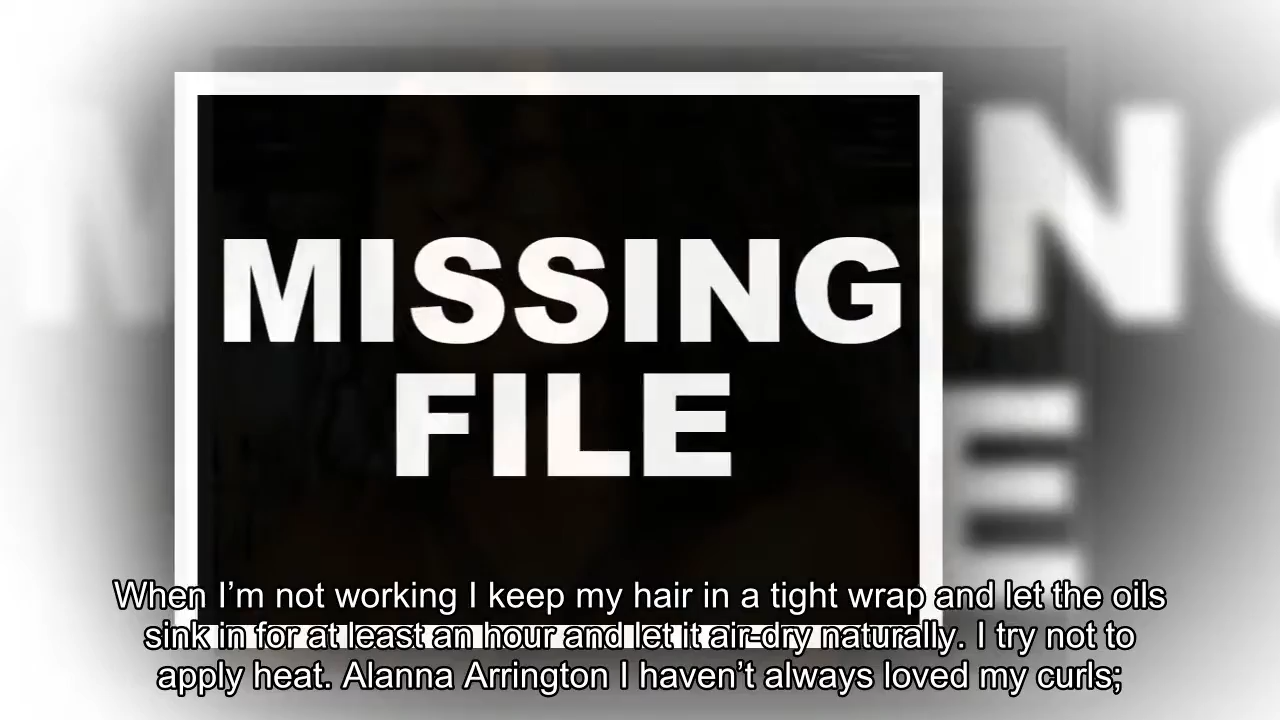 MISSING
FILE
When I’m not working I keep my hair in a tight wrap and let the oils
sink in for at least an hour and let it air-dry naturally. I try not to
apply heat. Alanna Arrington I haven’t always loved my curls;